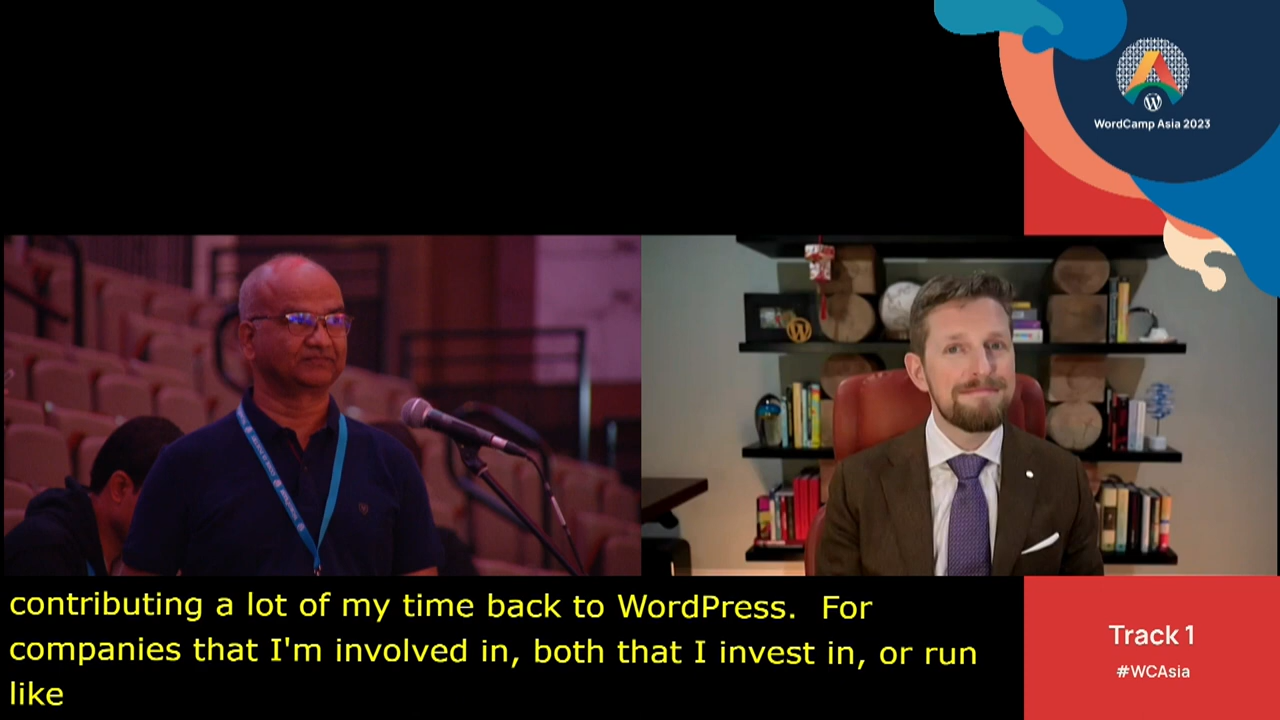 WordCamp Asia 2023
contributing a lot of my time back to WordPress.  For
companies that I'm involved in, both that I invest in, or run
like
Track 1
#WCAsia